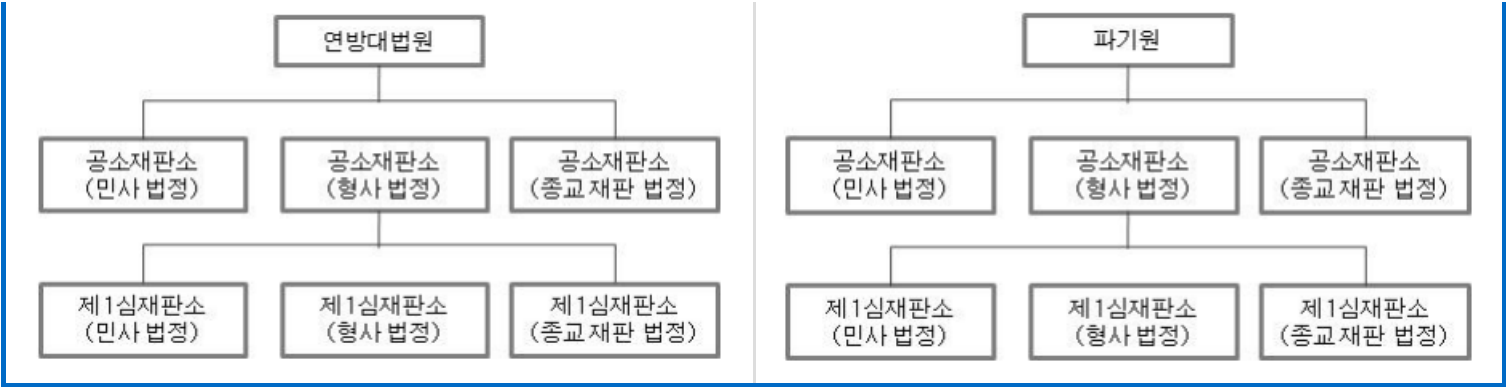 연방대법원
공소재판소
(민사 법정)
공소재판소
(형사 법정)
공소재판소
(종교재판 법정)
제1심재판소
(민사 법정)
제1심재판소
(형사 법정)
제1심재판소
(종교재판 법정)
파기원
공소재판소
(민사 법정)
공소재판소
(형사 법정)
공소재판소
(종교재판 법정)
제1심재판소
(민사 법정)
제1심재판소
(형사 법정)
제1심재판소
(종교재판 법정)